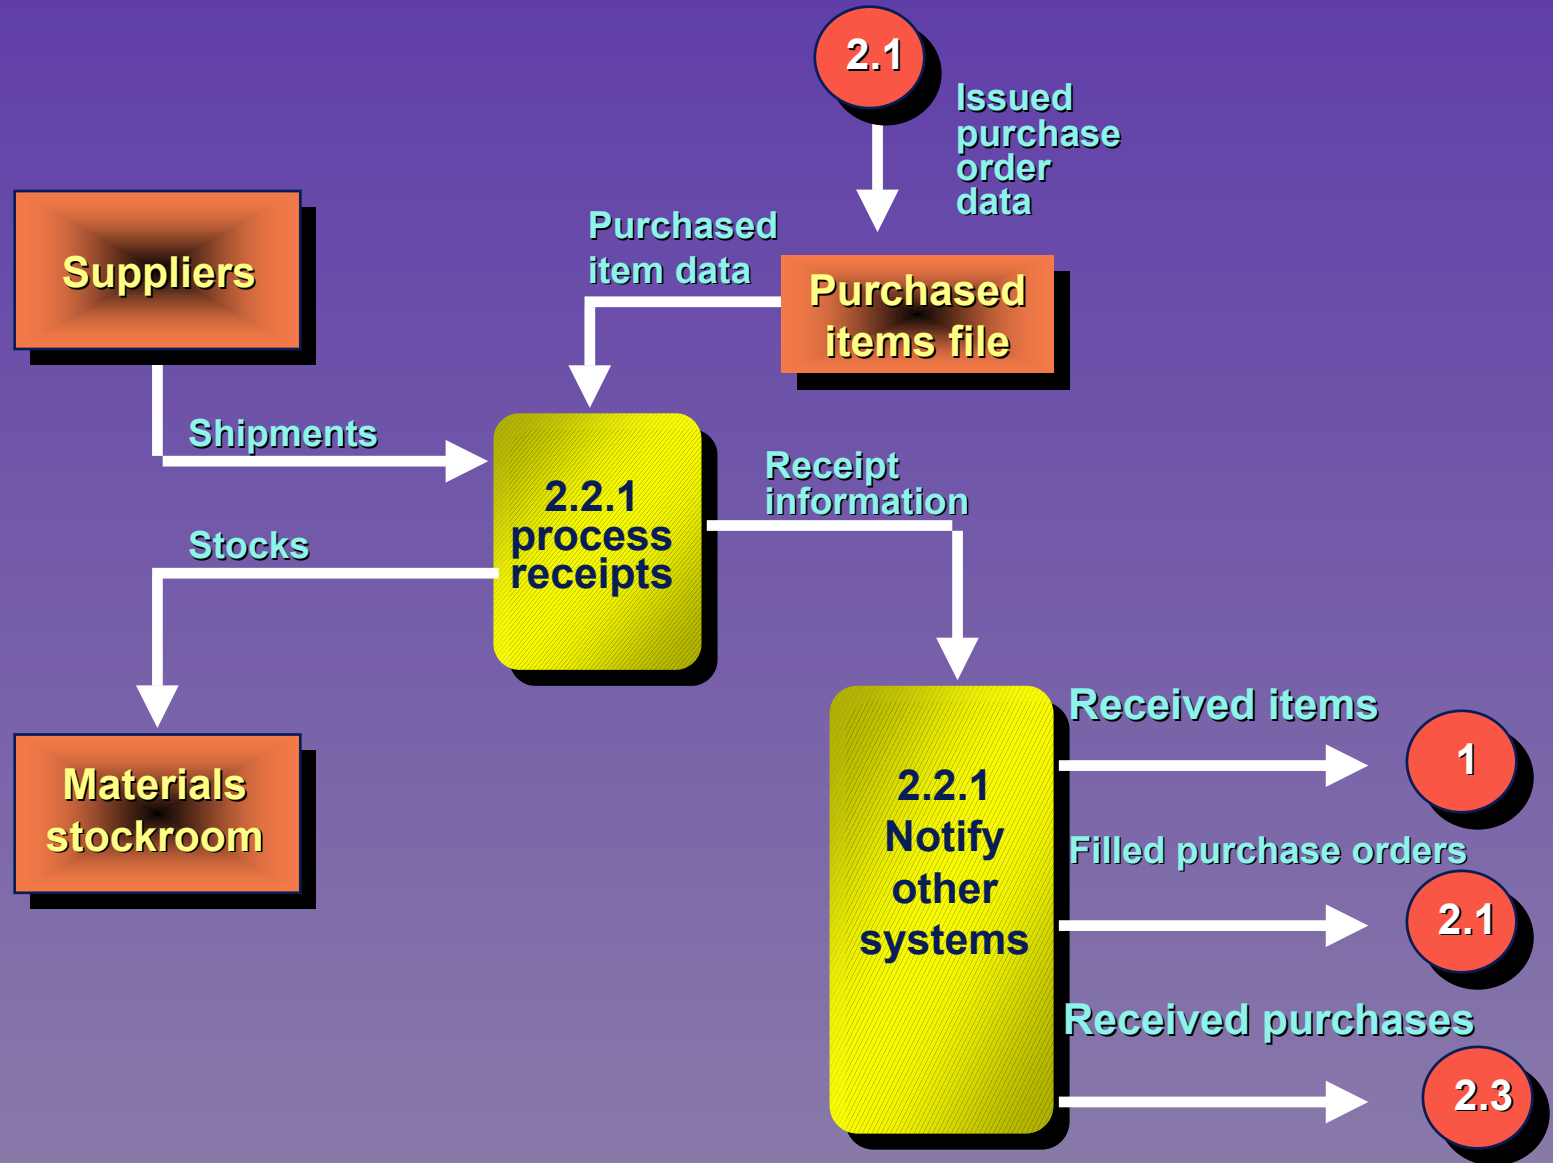 2.1
Issued
purchase
order
data
Purchased
item data
Suppliers
Purchased
items file
Shipments
Receipt
information
2.2.1
process
receipts
Stocks
Received items
1
Materials
stockroom
2.2.1
Notify
other
systems
Filled purchase orders
2.1
Received purchases
2.3